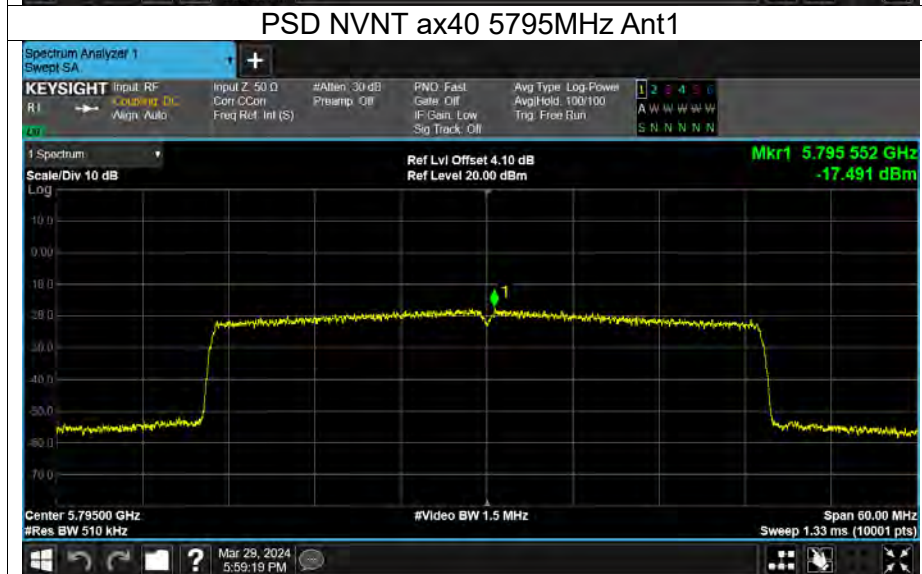 PSD NVNT ax40 5795MHz Ant1
Spectrum Analyzer 1
Swept SA
+
KEYSIGHT Input: RF
Coupling: DC
Align: Auto
Input Z: 50 Ω
Corr CCorr
Freq Ref: Int (S)
#Atten: 30 dB
Preamp: Off
PNO: Fast
Gate: Off
IF Gain: Low
Sig Track: Off
Avg Type: Log-Power
Avg|Hold: 100/100
Trig: Free Run
1 2 3 4 5 6
A W W W W W
S N N N N N
1 Spectrum
Scale/Div 10 dB
Ref Lvl Offset 4.10 dB
Ref Level 20.00 dBm
Mkr1 5.795 552 GHz
-17.491 dBm
Log
10.0
0.00
-10.0
-20.0
-30.0
-40.0
-50.0
-60.0
-70.0
1
Center 5.79500 GHz
#Res BW 510 kHz
#Video BW 1.5 MHz
Span 60.00 MHz
Sweep 1.33 ms (10001 pts)
?
Mar 29, 2024
5:59:19 PM